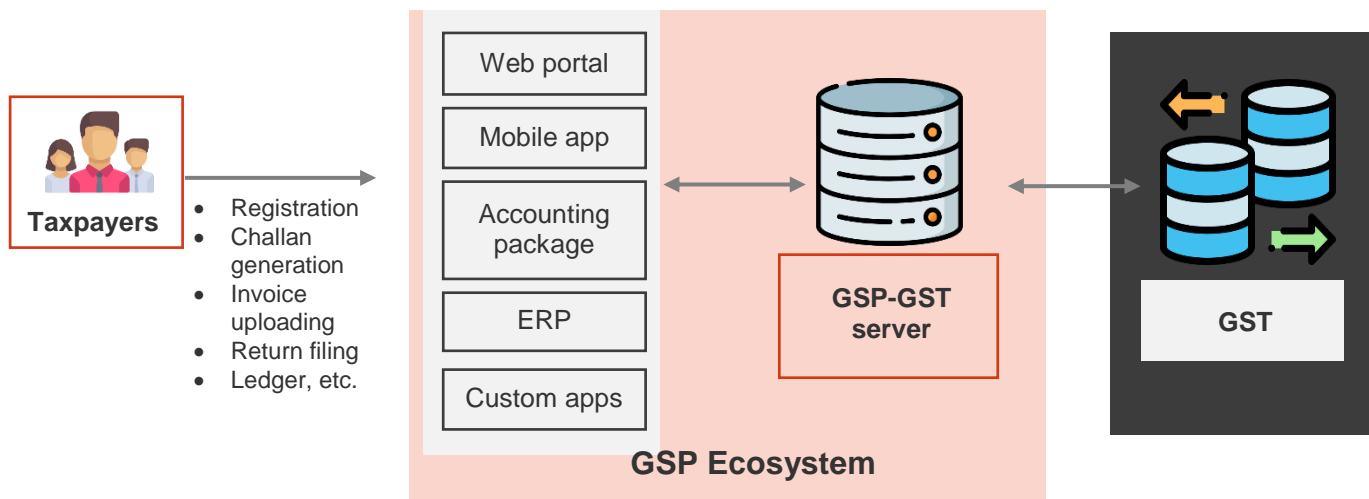 Taxpayers
• Registration
• Challan
generation
• Invoice
uploading
• Return filing
• Ledger, etc.
Web portal
Mobile app
Accounting
package
ERP
Custom apps
GSP-GST
server
GSP Ecosystem
GST